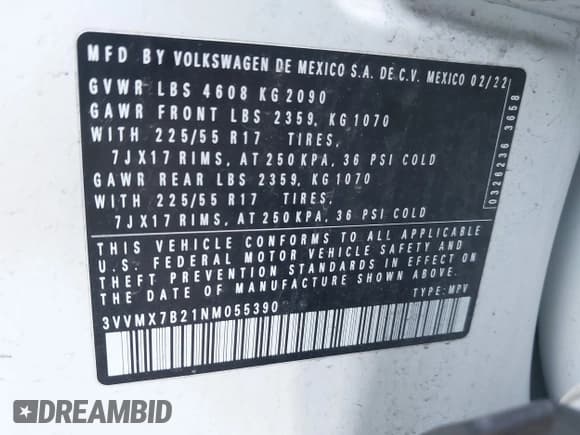 MFD BY VOLKSWAGEN DE MEXICO S.A. DE C.V. MEXICO 02/22
GVWR LBS 4608 KG 2090
GAWR FRONT LBS 2359, KG 1070
WITH 225/55 R17 TIRES,
7JX17 RIMS, AT 250 KPA, 36 PSI COLD
GAWR REAR LBS 2359, KG 1070
WITH 225/55 R17 TIRES,
7JX17 RIMS, AT 250 KPA, 36 PSI COLD
THIS VEHICLE CONFORMS TO ALL APPLICABLE
U.S. FEDERAL MOTOR VEHICLE SAFETY AND
THEFT PREVENTION STANDARDS IN EFFECT ON
THE DATE OF MANUFACTURE SHOWN ABOVE.
3VVMX7B21NM055390 TYPE: MPV
0326236 3658
DREAMBID